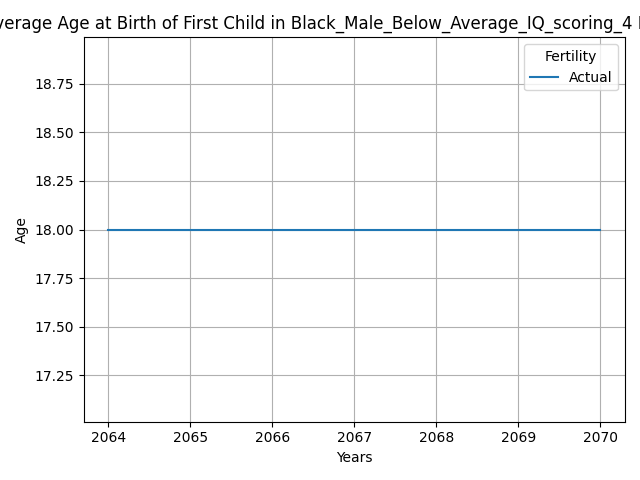 verage Age at Birth of First Child in Black_Male_Below_Average_IQ_scoring_4
Fertility
Actual
18.75
18.50
18.25
18.00
17.75
17.50
17.25
Age
2064 2065 2066 2067 2068 2069 2070
Years